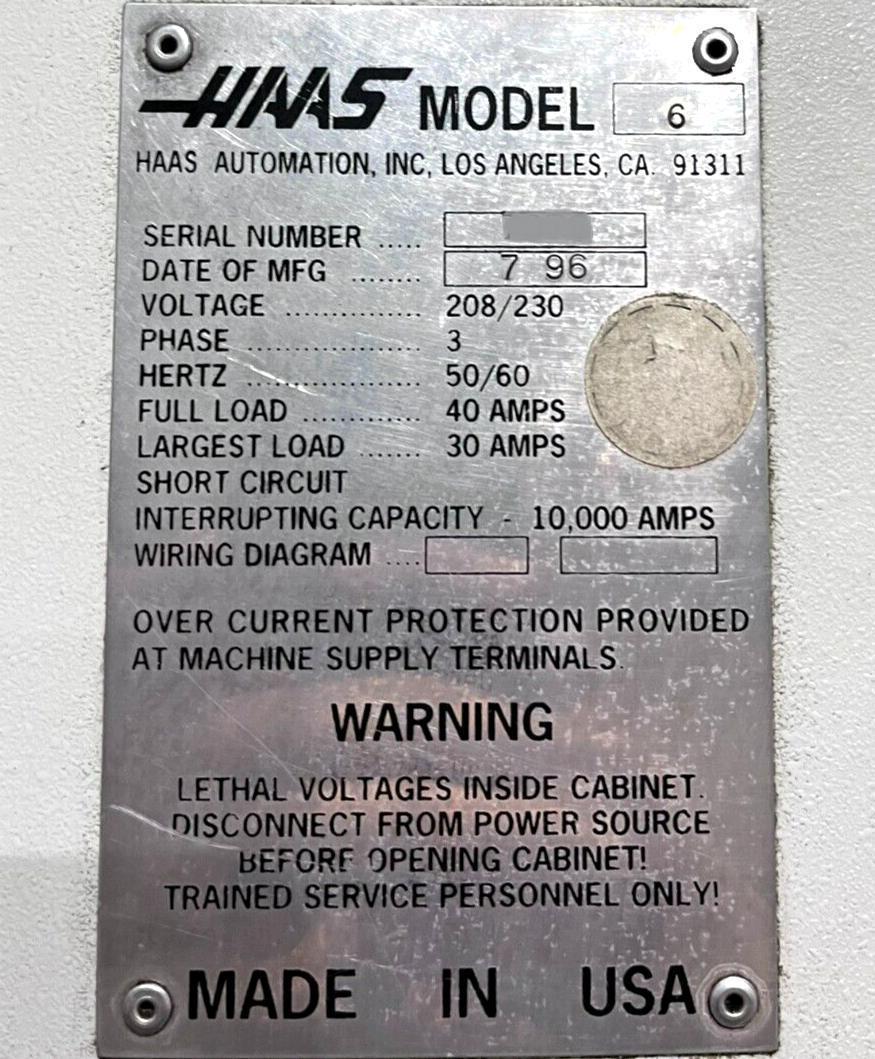 HAAS MODEL 6
HAAS AUTOMATION, INC, LOS ANGELES, CA. 91311
SERIAL NUMBER .....
DATE OF MFG ........ 7 96
VOLTAGE ............... 208/230
PHASE ................... 3
HERTZ ................... 50/60
FULL LOAD ............. 40 AMPS
LARGEST LOAD ....... 30 AMPS
SHORT CIRCUIT
INTERRUPTING CAPACITY - 10,000 AMPS
WIRING DIAGRAM ....
OVER CURRENT PROTECTION PROVIDED
AT MACHINE SUPPLY TERMINALS.
WARNING
LETHAL VOLTAGES INSIDE CABINET.
DISCONNECT FROM POWER SOURCE
BEFORE OPENING CABINET!
TRAINED SERVICE PERSONNEL ONLY!
MADE IN USA